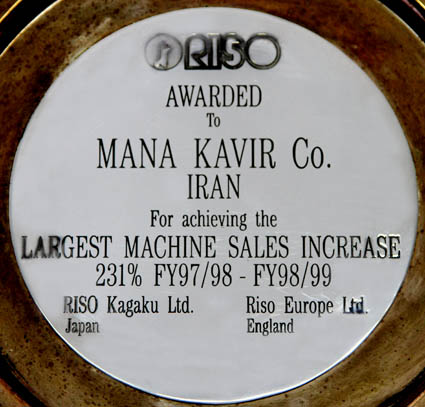 RISO
AWARDED
To
MANA KAVIR Co.
IRAN
For achieving the
LARGEST MACHINE SALES INCREASE
231% FY97/98 - FY98/99
RISO Kagaku Ltd. Riso Europe Ltd.
Japan England